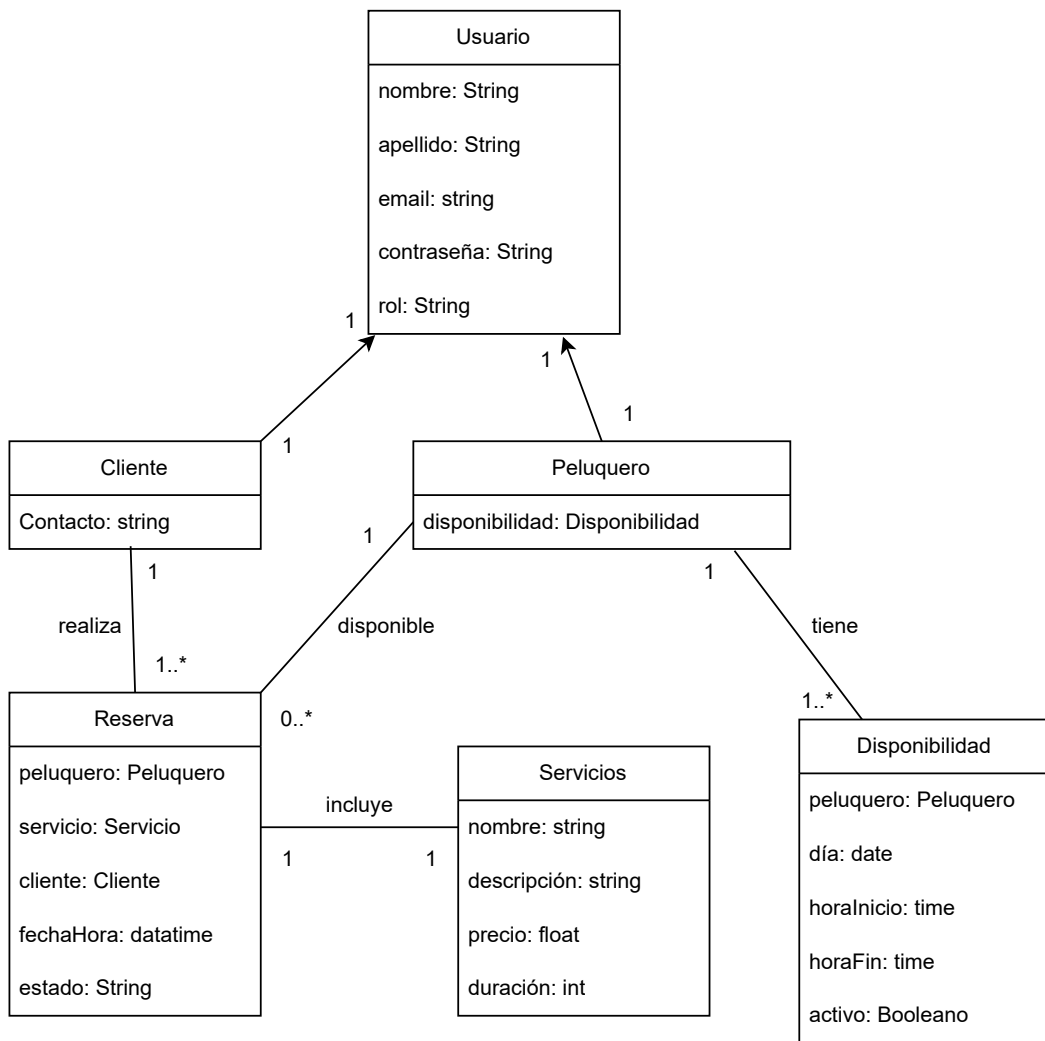 Usuario
nombre: String
apellido: String
email: string
contraseña: String
rol: String
1
1
1
1
Cliente
Contacto: string
Peluquero
disponibilidad: Disponibilidad
1
1
1
realiza
disponible
tiene
1..*
0..*
1..*
Reserva
peluquero: Peluquero
servicio: Servicio
cliente: Cliente
fechaHora: datatime
estado: String
incluye
1
1
Servicios
nombre: string
descripción: string
precio: float
duración: int
Disponibilidad
peluquero: Peluquero
día: date
horaInicio: time
horaFin: time
activo: Booleano